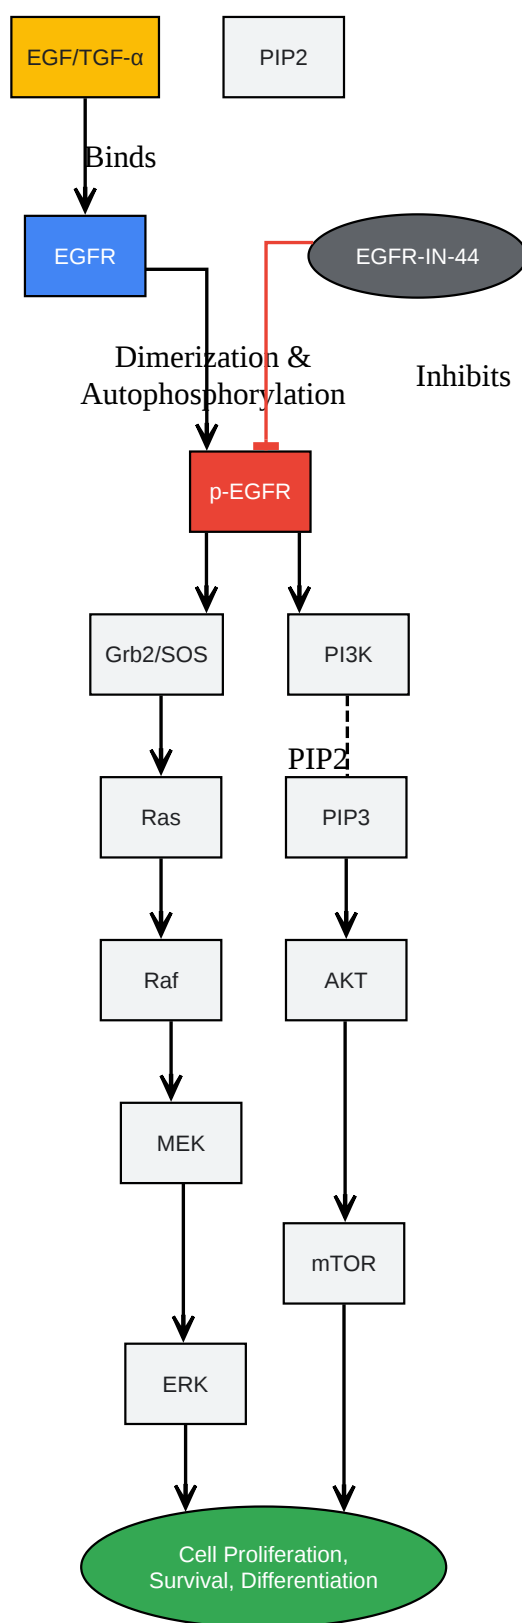 EGF/TGF-α
PIP2
Binds
EGFR
EGFR-IN-44
Dimerization &
Autophosphorylation
Inhibits
p-EGFR
Grb2/SOS
PI3K
PIP2
Ras
PIP3
Raf
AKT
MEK
mTOR
ERK
Cell Proliferation,
Survival, Differentiation